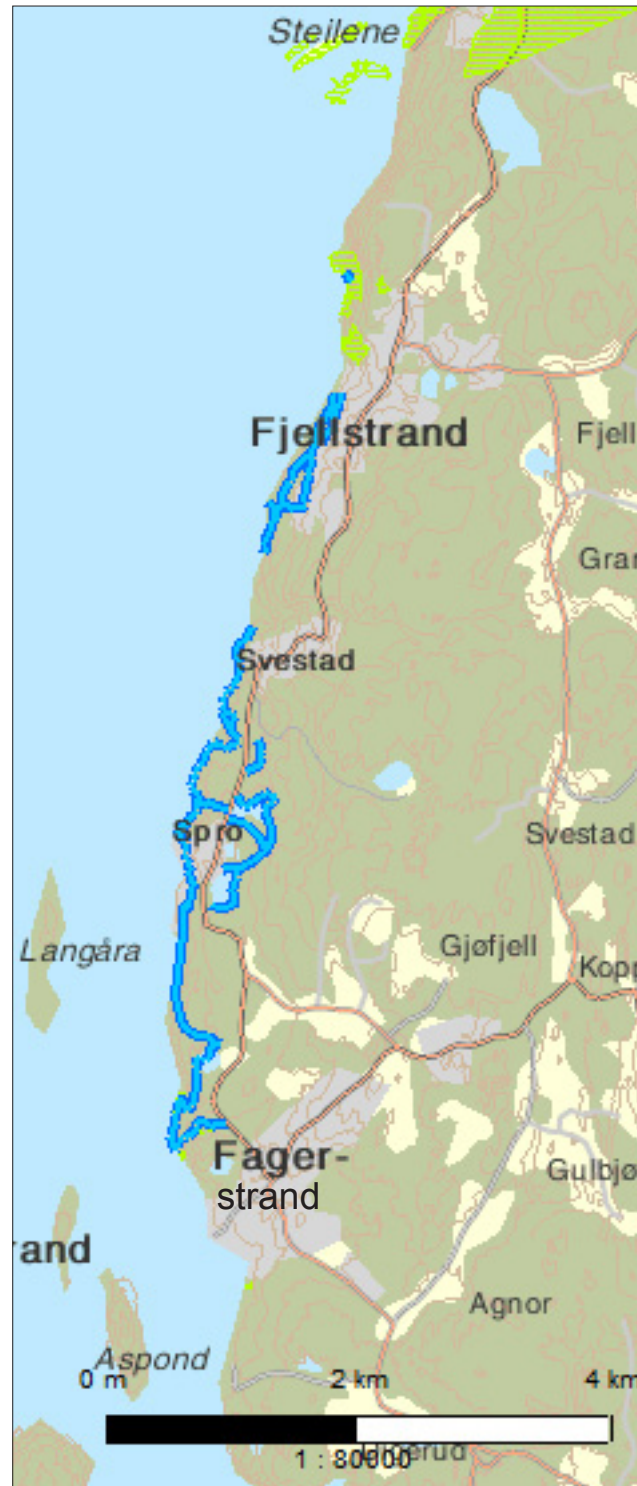 Steilene
Fjellstrand
Fjell
Gran
Svestad
Spro
Svestad
Langåra
Gjøfjell
Kopp
Fager-
strand
Gulbjø
rand
Agnor
Aspond
0 m 2 km 4 km
1 : 80000